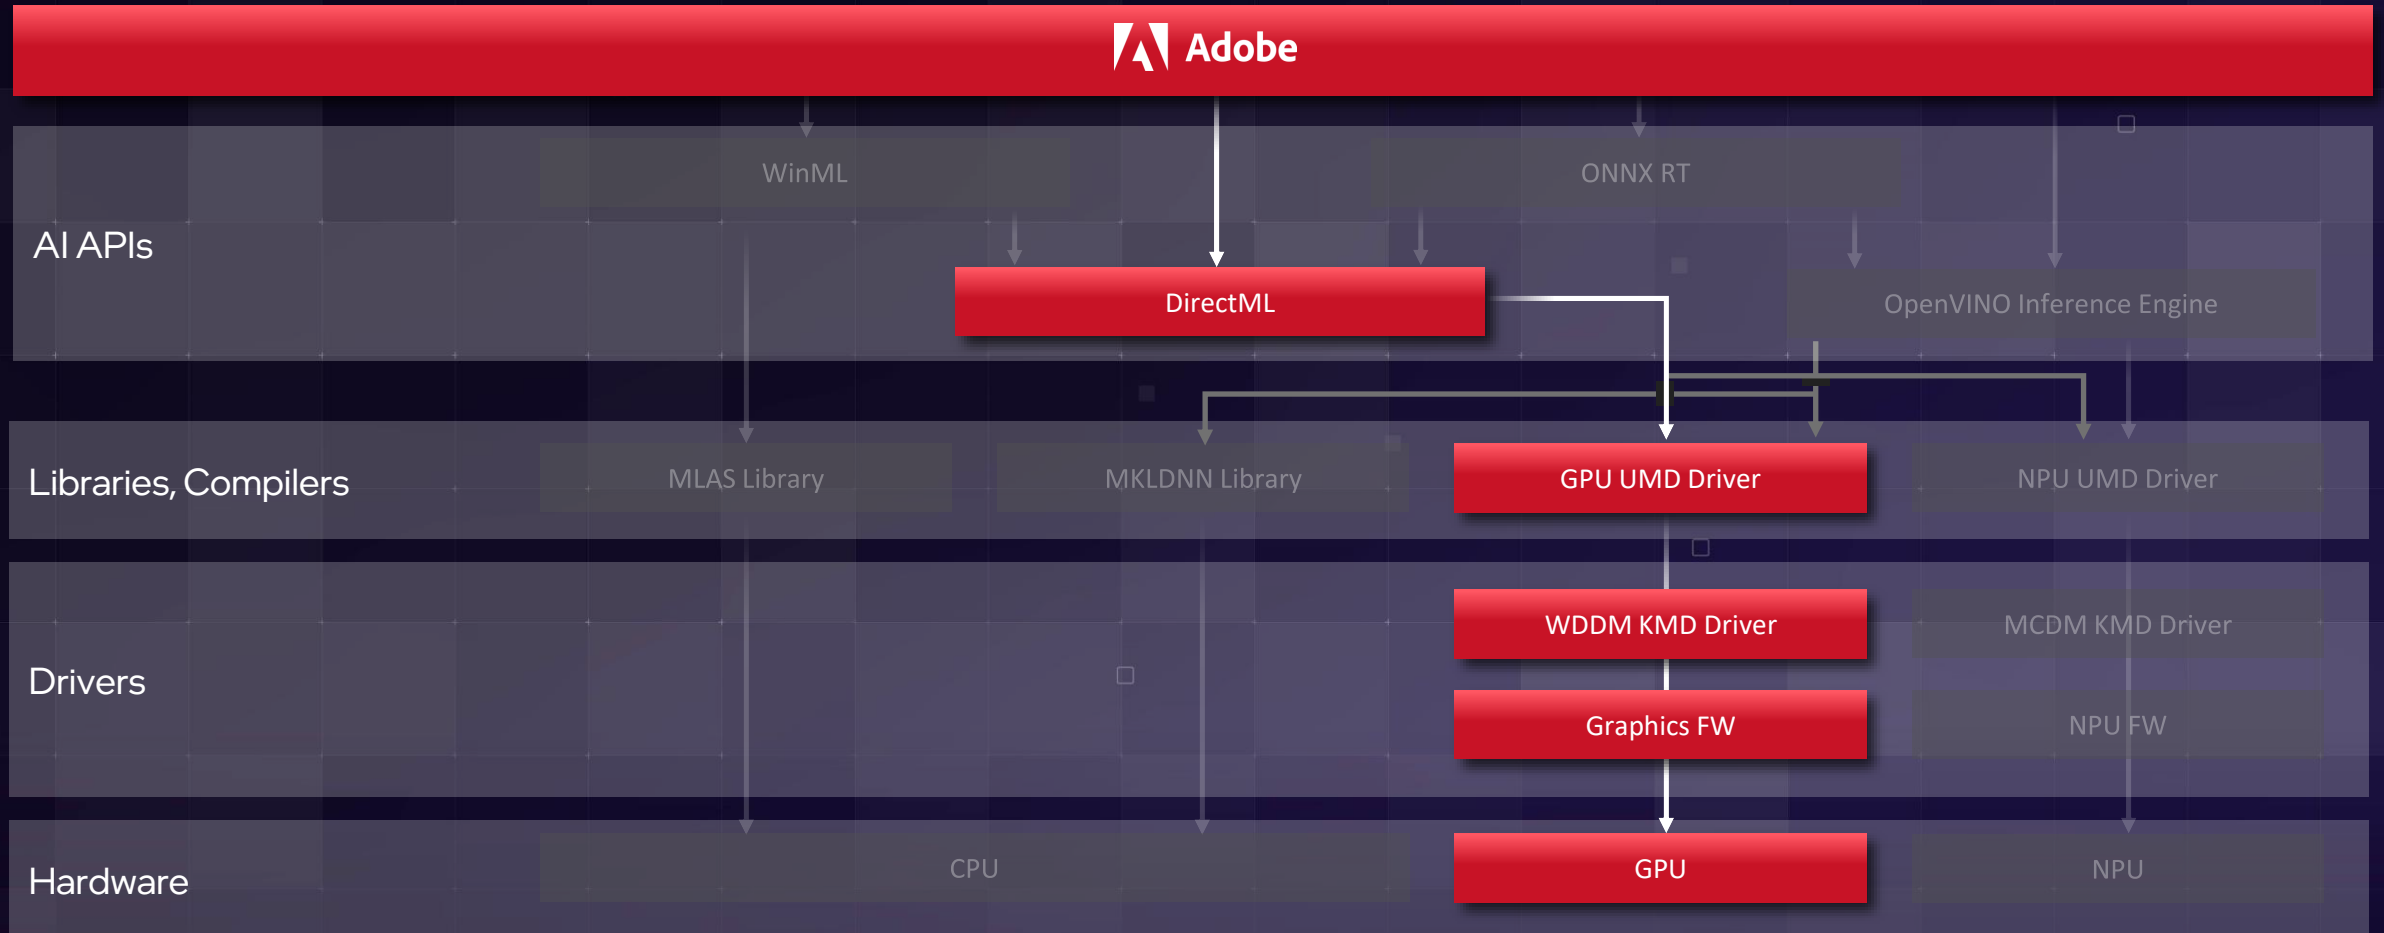 Adobe
WinML
ONNX RT
AI APIs
DirectML
OpenVINO Inference Engine
Libraries, Compilers
MLAS Library
MKLDNN Library
GPU UMD Driver
NPU UMD Driver
WDDM KMD Driver
MCDM KMD Driver
Drivers
Graphics FW
NPU FW
Hardware
CPU
GPU
NPU